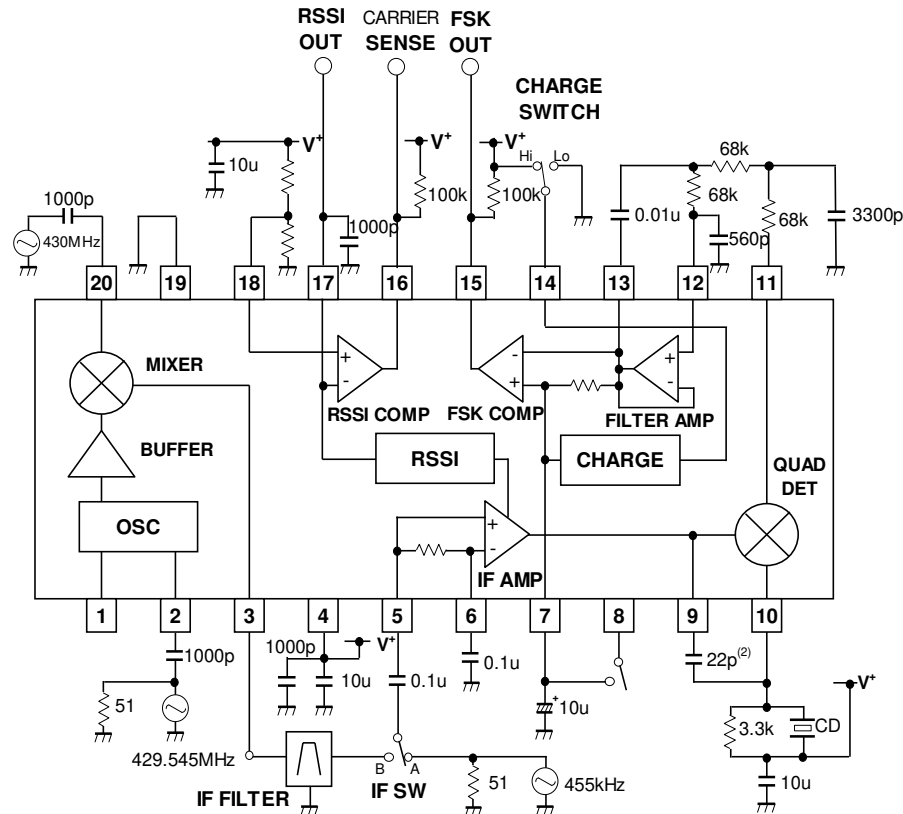 RSSI OUT
CARRIER SENSE
FSK OUT
CHARGE SWITCH
V+
10u
V+
100k
V+
100k
Hi
Lo
68k
68k
68k
1000p
430MHz
1000p
0.01u
560p
3300p
20
19
18
17
16
15
14
13
12
11
MIXER
+
-
RSSI COMP
-
+
FSK COMP
+
-
FILTER AMP
BUFFER
RSSI
CHARGE
QUAD DET
OSC
+
-
IF AMP
1
2
3
4
5
6
7
8
9
10
1000p
51
429.545MHz
1000p
10u
V+
0.1u
0.1u
+
10u
22p(2)
V+
3.3k
CD
10u
IF FILTER
B
A
IF SW
51
455kHz